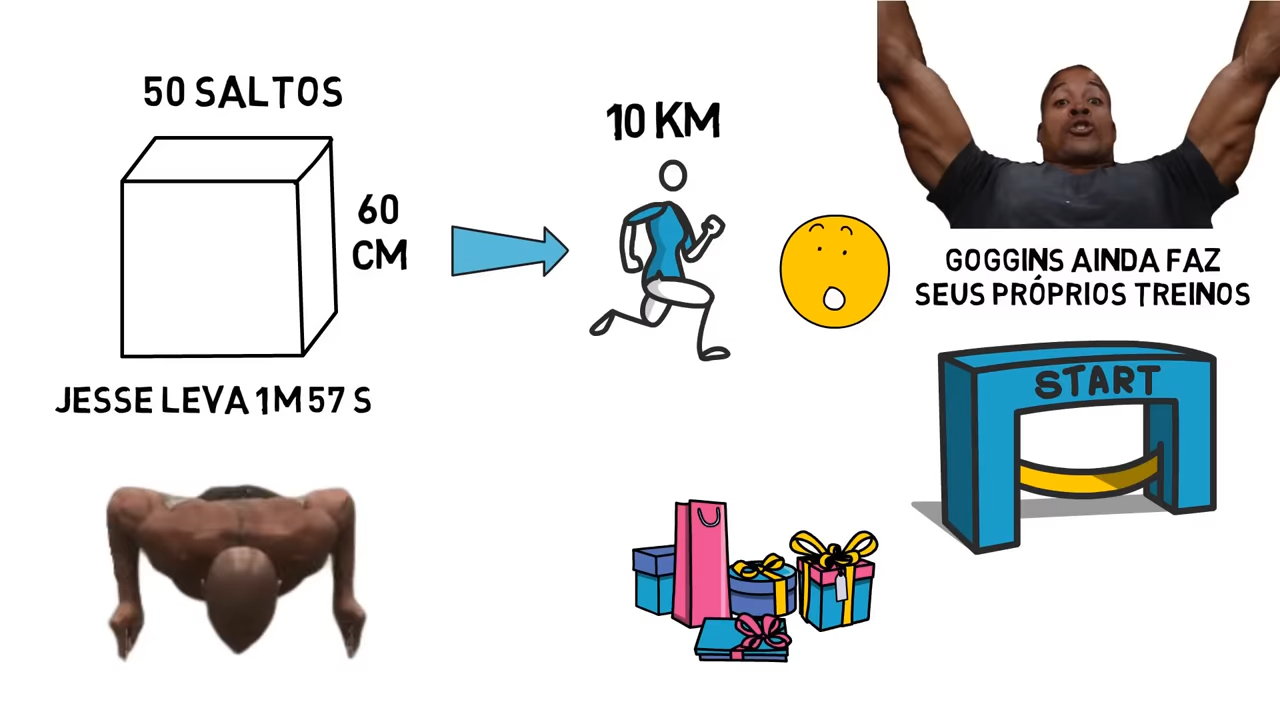 50 SALTOS
60
CM
JESSE LEVA 1M 57 S
10 KM
GOGGINS AINDA FAZ
SEUS PRÓPRIOS TREINOS
START